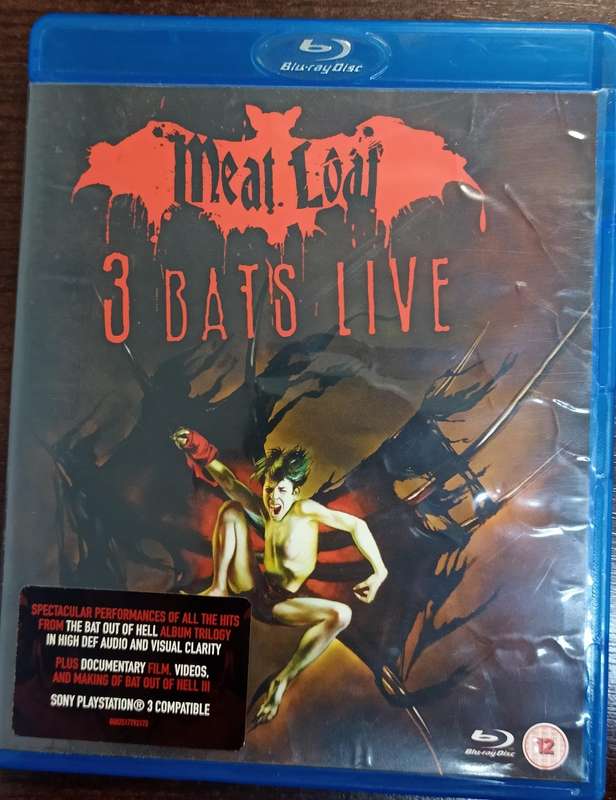 Blu-ray Disc
Meat Loaf
3 BATS LIVE
SPECTACULAR PERFORMANCES OF ALL THE HITS
FROM THE BAT OUT OF HELL ALBUM TRILOGY
IN HIGH DEF AUDIO AND VISUAL CLARITY
PLUS DOCUMENTARY FILM, VIDEOS,
AND MAKING OF BAT OUT OF HELL III
SONY PLAYSTATION® 3 COMPATIBLE
Blu-ray Disc
12